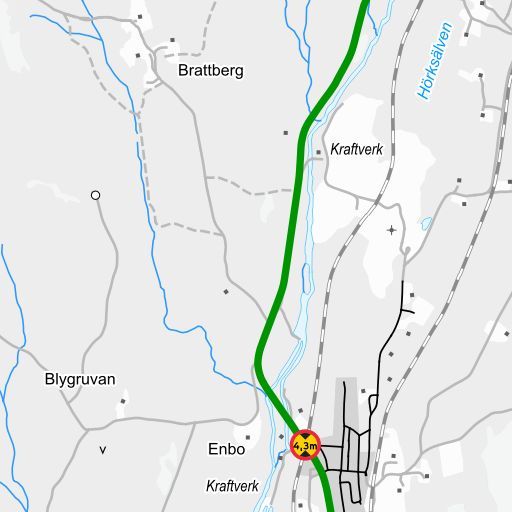 Hörksälven
Brattberg
Kraftverk
Blygruvan
4,3m
Enbo
Kraftverk